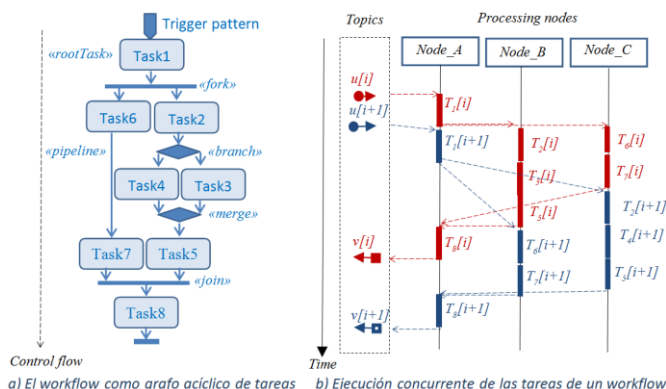 Trigger pattern
«rootTask»
Task1
«fork»
Task6
Task2
«pipeline»
«branch»
Task4
Task3
«merge»
Task7
Task5
«join»
Task8
Control flow
a) El workflow como grafo acíclico de tareas
Topics
Processing nodes
Node_A
Node_B
Node_C
u[i]
T1[i]
u[i+1]
T1[i+1]
T2[i]
T6[i]
T3[i]
T7[i]
T5[i]
T2[i+1]
v[i]
T8[i]
T6[i+1]
T4[i+1]
T7[i+1]
T5[i+1]
v[i+1]
T8[i+1]
Time
b) Ejecución concurrente de las tareas de un workflow